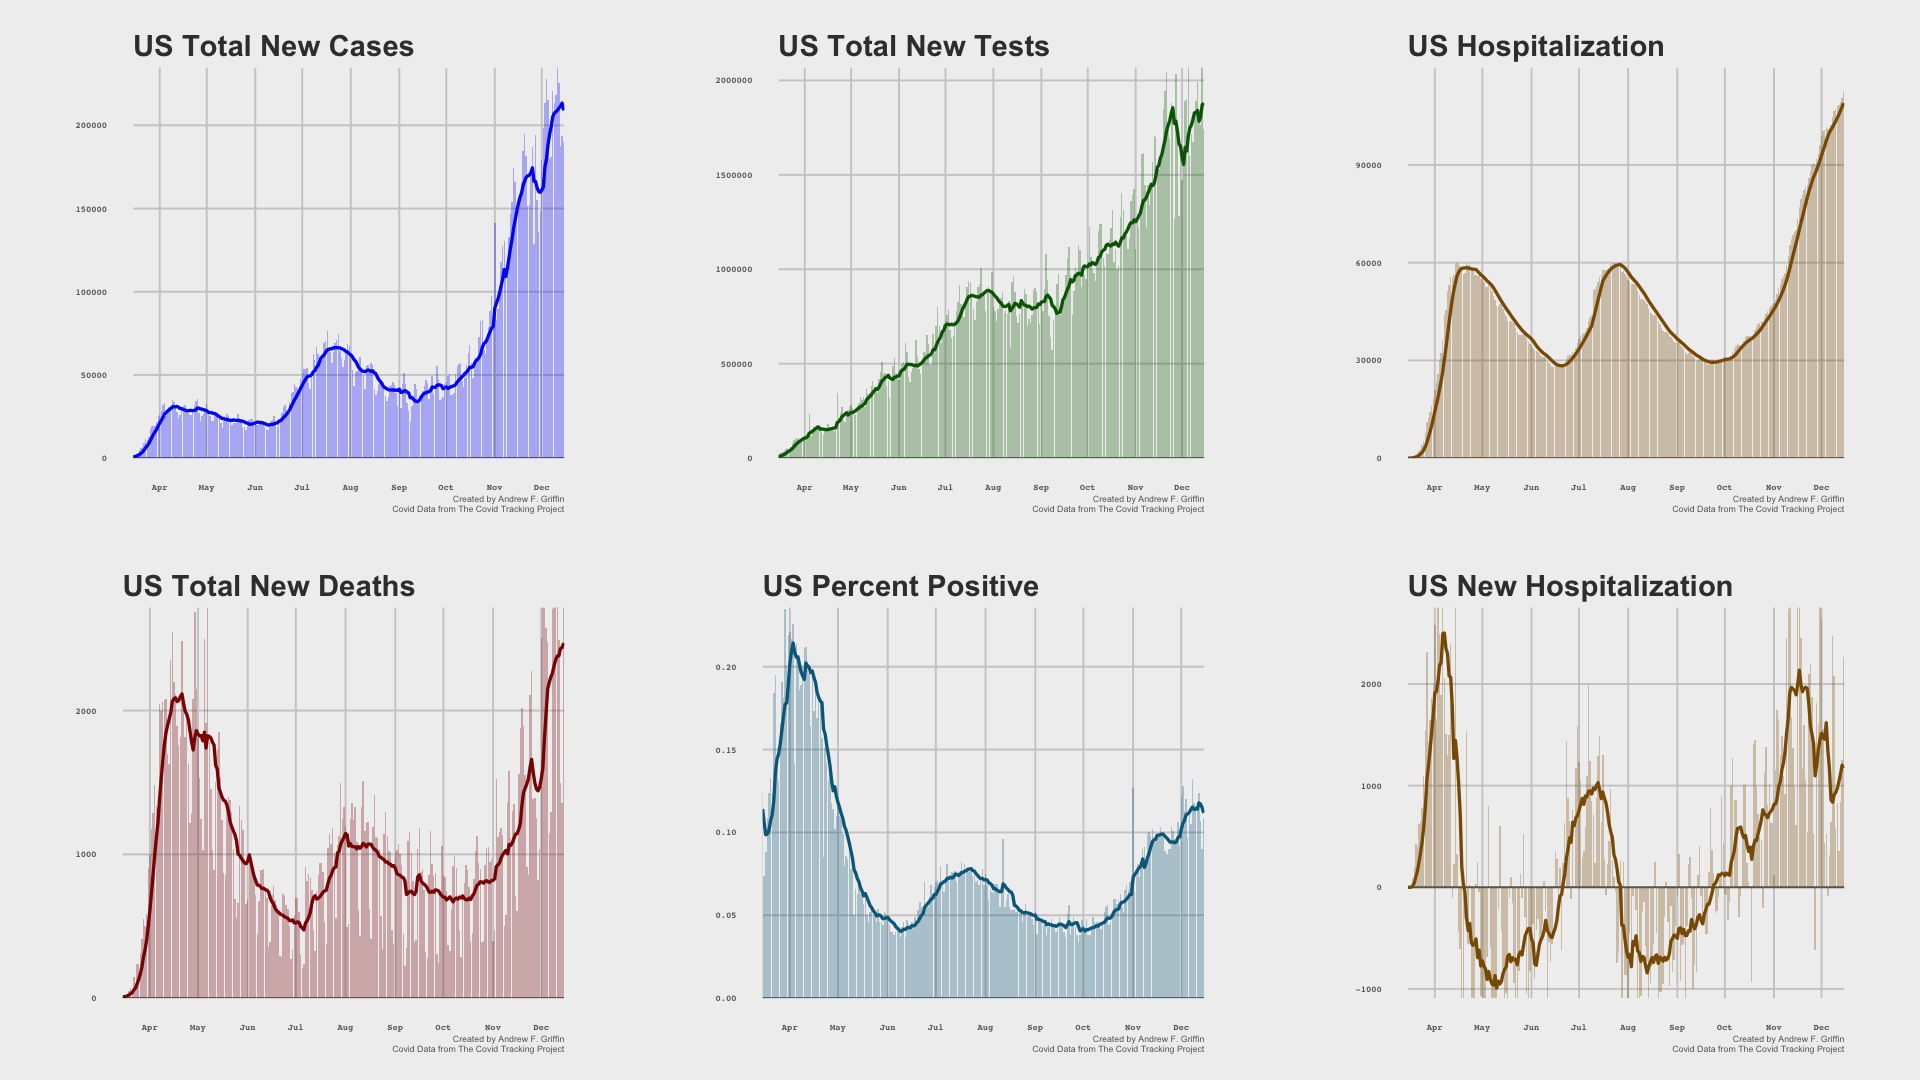 US Total New Cases
200000
150000
100000
50000
0
Apr May Jun Jul Aug Sep Oct Nov Dec
Created by Andrew F. Griffin
Covid Data from The Covid Tracking Project
US Total New Tests
2000000
1500000
1000000
500000
0
Apr May Jun Jul Aug Sep Oct Nov Dec
Created by Andrew F. Griffin
Covid Data from The Covid Tracking Project
US Hospitalization
90000
60000
30000
0
Apr May Jun Jul Aug Sep Oct Nov Dec
Created by Andrew F. Griffin
Covid Data from The Covid Tracking Project
US Total New Deaths
2000
1000
0
Apr May Jun Jul Aug Sep Oct Nov Dec
Created by Andrew F. Griffin
Covid Data from The Covid Tracking Project
US Percent Positive
0.20
0.15
0.10
0.05
0.00
Apr May Jun Jul Aug Sep Oct Nov Dec
Created by Andrew F. Griffin
Covid Data from The Covid Tracking Project
US New Hospitalization
2000
1000
0
−1000
Apr May Jun Jul Aug Sep Oct Nov Dec
Created by Andrew F. Griffin
Covid Data from The Covid Tracking Project